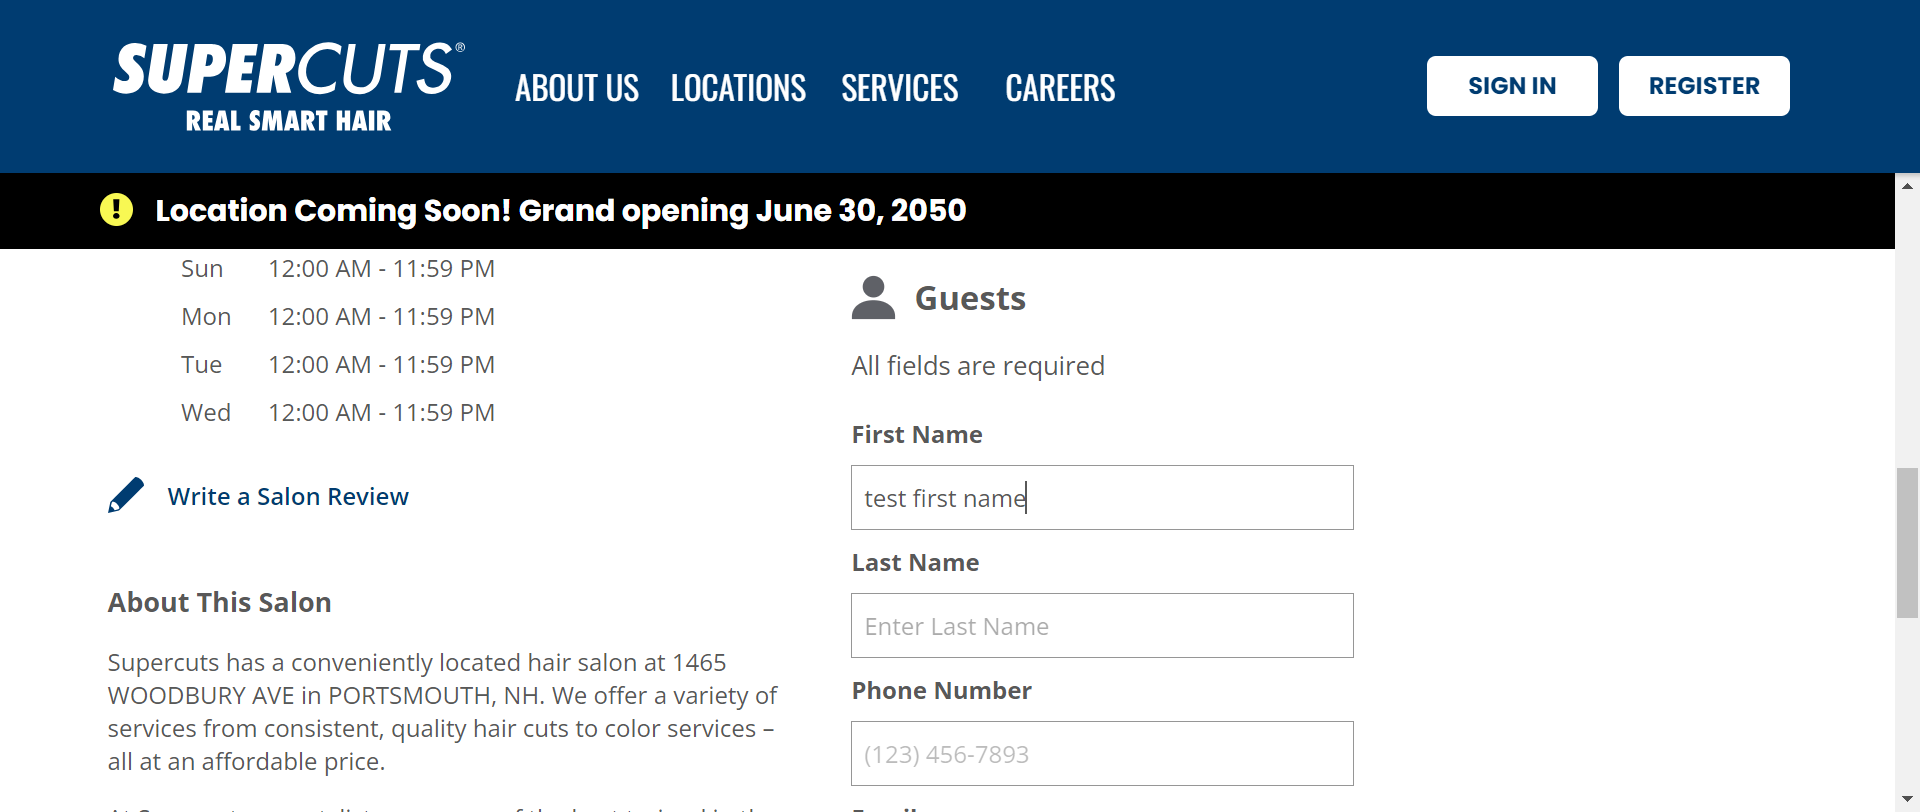 SUPERCUTS®
REAL SMART HAIR
ABOUT US
LOCATIONS
SERVICES
CAREERS
SIGN IN
REGISTER
Location Coming Soon! Grand opening June 30, 2050
Sun 12:00 AM - 11:59 PM
Mon 12:00 AM - 11:59 PM
Tue 12:00 AM - 11:59 PM
Wed 12:00 AM - 11:59 PM
Write a Salon Review
About This Salon
Supercuts has a conveniently located hair salon at 1465
WOODBURY AVE in PORTSMOUTH, NH. We offer a variety of
services from consistent, quality hair cuts to color services –
all at an affordable price.
Guests
All fields are required
First Name
test first name
Last Name
Enter Last Name
Phone Number
(123) 456-7893